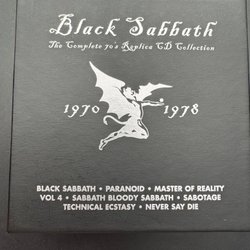 Black Sabbath
The Complete 70's Replica CD Collection
1970 1978
BLACK SABBATH • PARANOID • MASTER OF REALITY
VOL 4 • SABBATH BLOODY SABBATH • SABOTAGE
TECHNICAL ECSTASY • NEVER SAY DIE